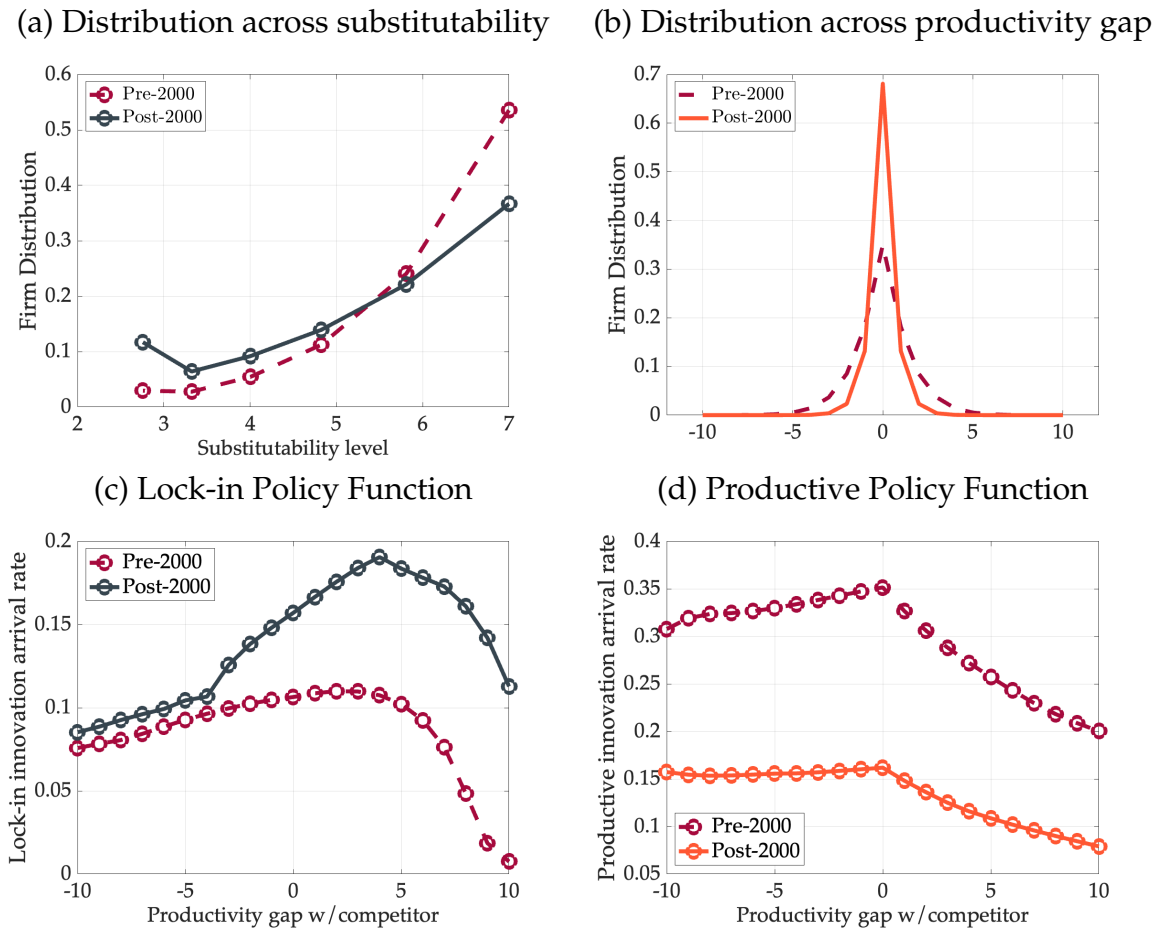 (a) Distribution across substitutability
0.6
0.5
0.4
0.3
0.2
0.1
0
Firm Distribution
Pre-2000
Post-2000
2 3 4 5 6 7
Substitutability level
(b) Distribution across productivity gap
0.7
0.6
0.5
0.4
0.3
0.2
0.1
0
Firm Distribution
Pre-2000
Post-2000
-10 -5 0 5 10
(c) Lock-in Policy Function
0.2
0.15
0.1
0.05
0
Lock-in innovation arrival rate
Pre-2000
Post-2000
-10 -5 0 5 10
Productivity gap w/competitor
(d) Productive Policy Function
0.4
0.35
0.3
0.25
0.2
0.15
0.1
0.05
Productive innovation arrival rate
Pre-2000
Post-2000
-10 -5 0 5 10
Productivity gap w/competitor